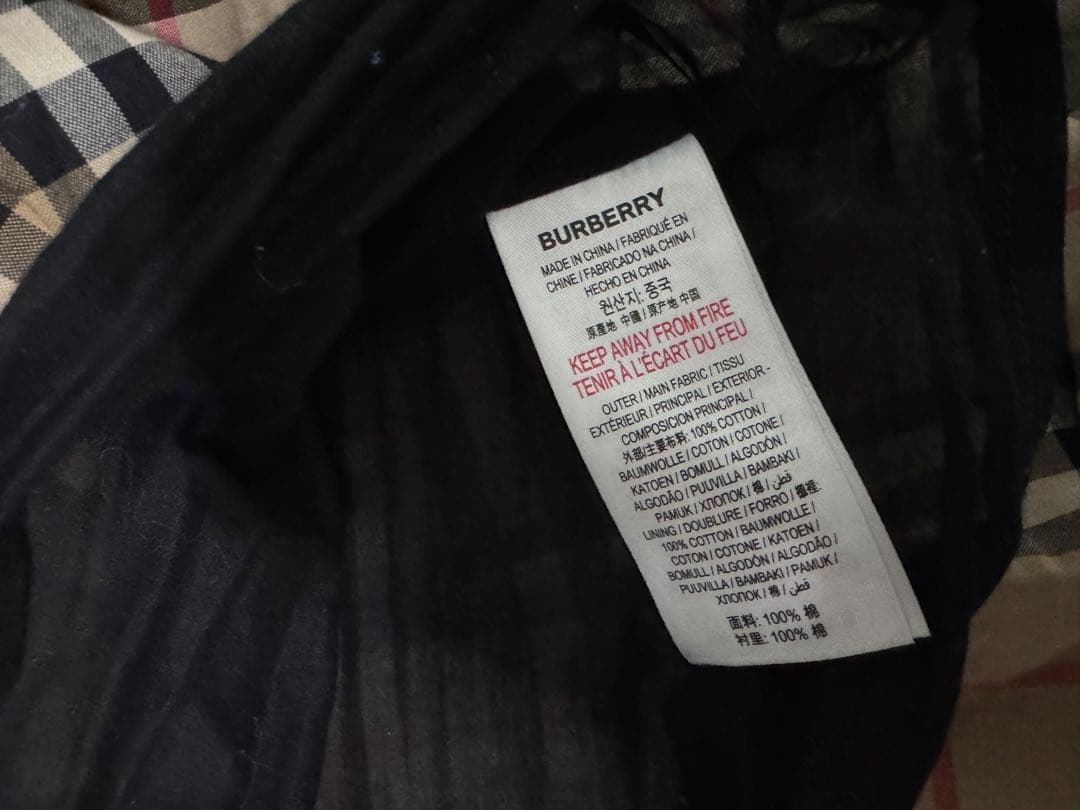 BURBERRY
MADE IN CHINA / FABRIQUÉ EN
CHINE / FABRICADO NA CHINA /
HECHO EN CHINA
원산지: 중국
原產地 中國 / 原产地 中国
KEEP AWAY FROM FIRE
TENIR À L'ÉCART DU FEU
OUTER / MAIN FABRIC / TISSU
EXTÉRIEUR / PRINCIPAL / EXTERIOR -
COMPOSICION PRINCIPAL /
外部/主要布料: 100% COTTON /
BAUMWOLLE / COTON / COTONE /
KATOEN / BOMULL / ALGODÓN /
ALGODÃO / PUUVILLA / BAMBAKI /
PAMUK / ХЛОПОК / 棉 / قطن
LINING / DOUBLURE / FORRO /
100% COTTON / BAUMWOLLE /
COTON / COTONE / KATOEN /
BOMULL / ALGODÓN / ALGODÃO /
PUUVILLA / BAMBAKI / PAMUK /
ХЛОПОК / 棉 / قطن
面料: 100% 棉
衬里: 100% 棉